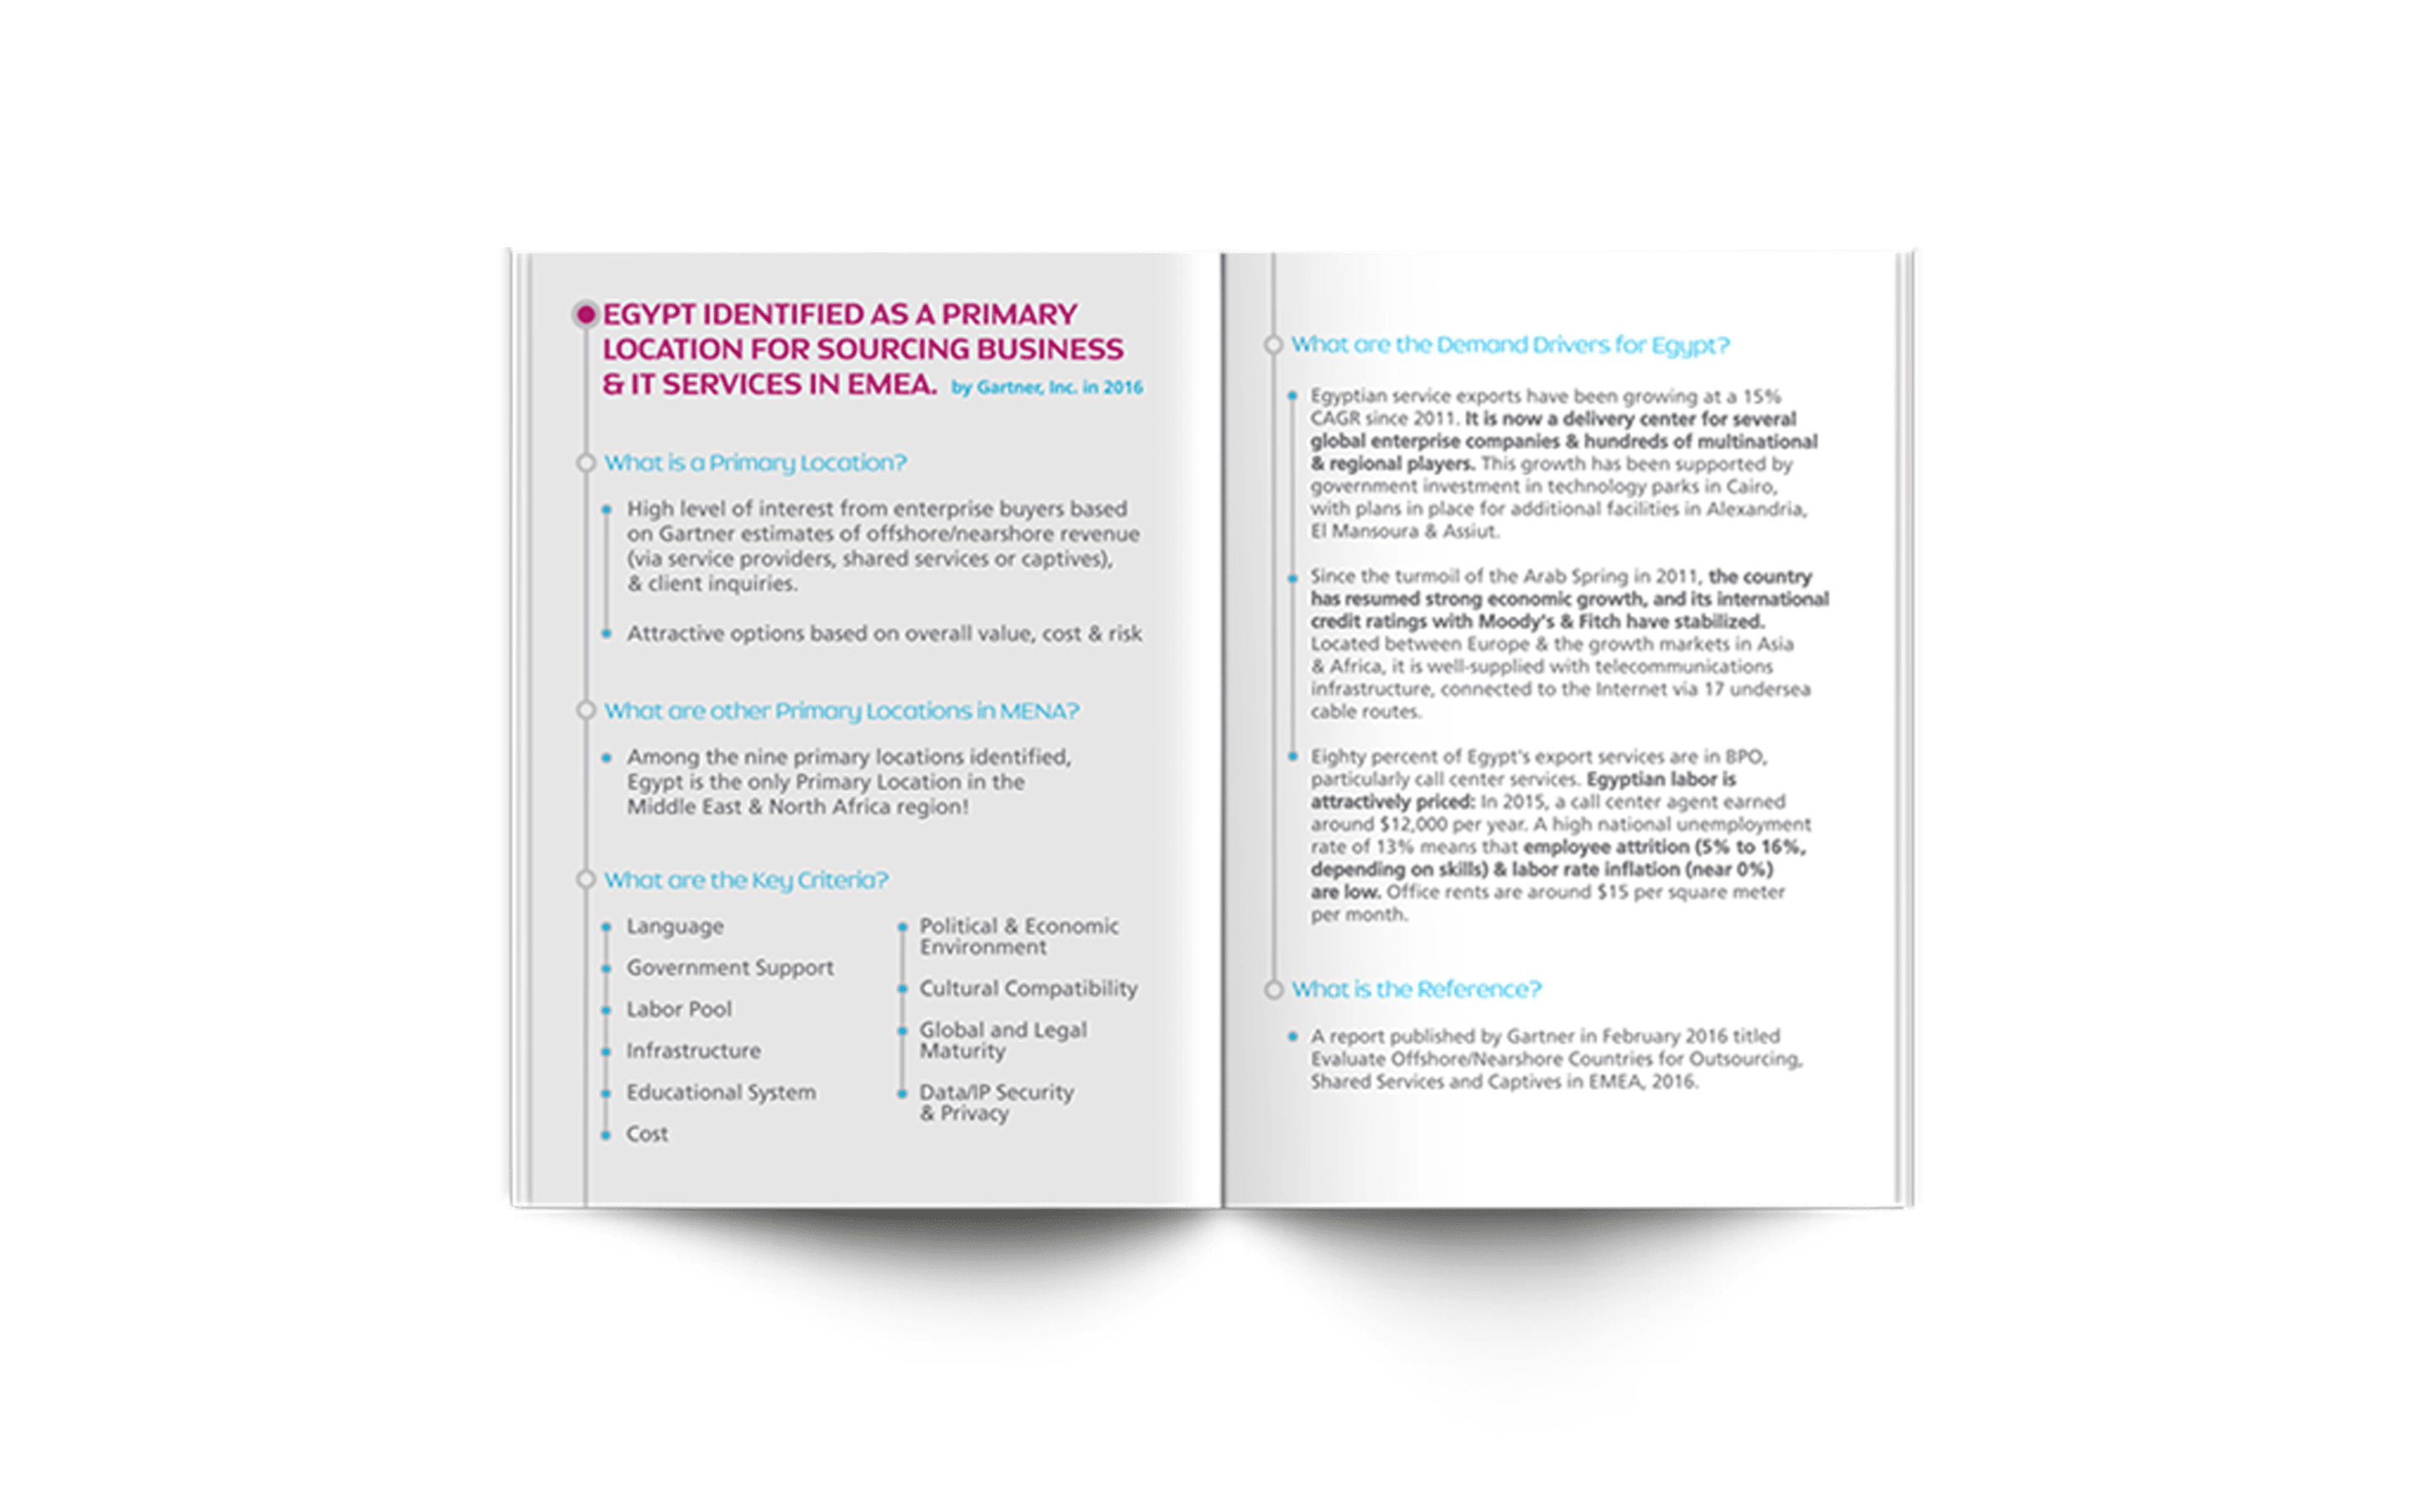 EGYPT IDENTIFIED AS A PRIMARY
LOCATION FOR SOURCING BUSINESS
& IT SERVICES IN EMEA. by Gartner, Inc. in 2016
What is a Primary Location?
High level of interest from enterprise buyers based
on Gartner estimates of offshore/nearshore revenue
(via service providers, shared services or captives),
& client inquiries.
Attractive options based on overall value, cost & risk
What are other Primary Locations in MENA?
Among the nine primary locations identified,
Egypt is the only Primary Location in the
Middle East & North Africa region!
What are the Key Criteria?
Language
Government Support
Labor Pool
Infrastructure
Educational System
Cost
Political & Economic
Environment
Cultural Compatibility
Global and Legal
Maturity
Data/IP Security
& Privacy
What are the Demand Drivers for Egypt?
Egyptian service exports have been growing at a 15%
CAGR since 2011. It is now a delivery center for several
global enterprise companies & hundreds of multinational
& regional players. This growth has been supported by
government investment in technology parks in Cairo,
with plans in place for additional facilities in Alexandria,
El Mansoura & Assiut.
Since the turmoil of the Arab Spring in 2011, the country
has resumed strong economic growth, and its international
credit ratings with Moody's & Fitch have stabilized.
Located between Europe & the growth markets in Asia
& Africa, it is well-supplied with telecommunications
infrastructure, connected to the Internet via 17 undersea
cable routes.
Eighty percent of Egypt's export services are in BPO,
particularly call center services. Egyptian labor is
attractively priced: In 2015, a call center agent earned
around $12,000 per year. A high national unemployment
rate of 13% means that employee attrition (5% to 16%,
depending on skills) & labor rate inflation (near 0%)
are low. Office rents are around $15 per square meter
per month.
What is the Reference?
A report published by Gartner in February 2016 titled
Evaluate Offshore/Nearshore Countries for Outsourcing,
Shared Services and Captives in EMEA, 2016.